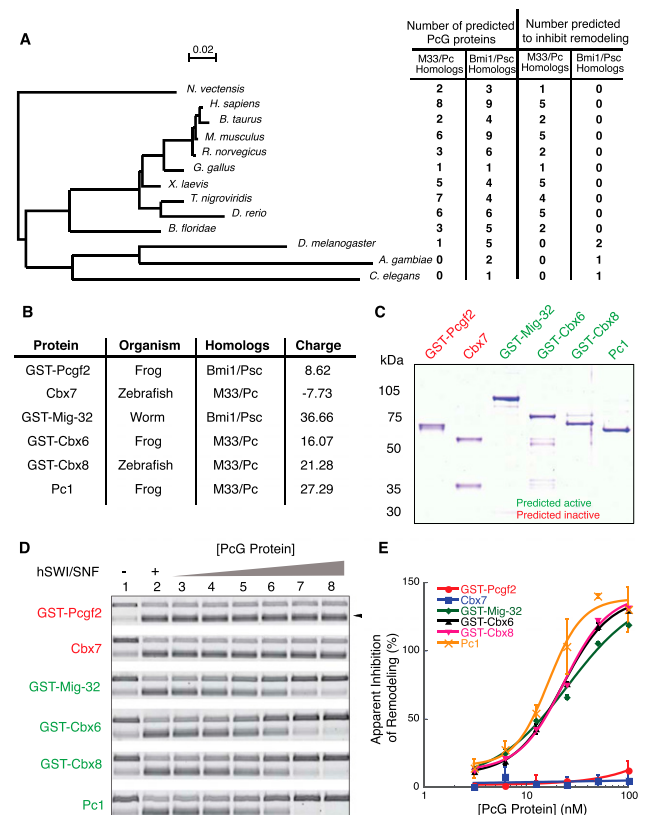 A
0.02
Number of predicted PcG proteins
Number predicted to inhibit remodeling
M33/Pc Homologs
Bmi1/Psc Homologs
M33/Pc Homologs
Bmi1/Psc Homologs
N. vectensis 2 3 1 0
H. sapiens 8 9 5 0
B. taurus 2 4 2 0
M. musculus 6 9 5 0
R. norvegicus 3 6 2 0
G. gallus 1 1 1 0
X. laevis 5 4 5 0
T. nigroviridis 7 4 4 0
D. rerio 6 6 5 0
B. floridae 3 5 2 0
D. melanogaster 1 5 0 2
A. gambiae 0 2 0 1
C. elegans 0 1 0 1
B
Protein Organism Homologs Charge
GST-Pcgf2 Frog Bmi1/Psc 8.62
Cbx7 Zebrafish M33/Pc -7.73
GST-Mig-32 Worm Bmi1/Psc 36.66
GST-Cbx6 Frog M33/Pc 16.07
GST-Cbx8 Zebrafish M33/Pc 21.28
Pc1 Frog M33/Pc 27.29
C
GST-Pcgf2
Cbx7
GST-Mig-32
GST-Cbx6
GST-Cbx8
Pc1
kDa
105
75
50
35
30
Predicted active
Predicted inactive
D
[PcG Protein]
hSWI/SNF - +
1 2 3 4 5 6 7 8
GST-Pcgf2
Cbx7
GST-Mig-32
GST-Cbx6
GST-Cbx8
Pc1
E
GST-Pcgf2
Cbx7
GST-Mig-32
GST-Cbx6
GST-Cbx8
Pc1
Apparent Inhibition of Remodeling (%)
150
100
50
0
1 10 100
[PcG Protein] (nM)